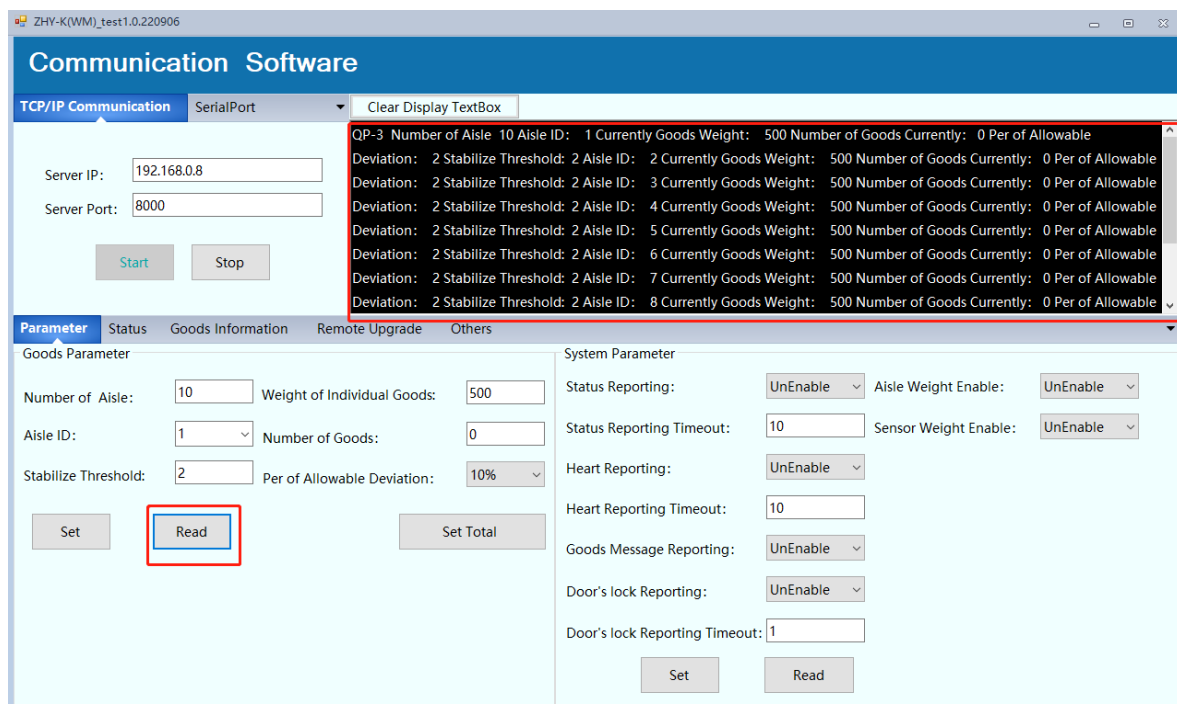 ZHY-K(WM)_test1.0.220906
Communication Software
TCP/IP Communication SerialPort Clear Display TextBox
QP-3 Number of Aisle 10 Aisle ID: 1 Currently Goods Weight: 500 Number of Goods Currently: 0 Per of Allowable
Deviation: 2 Stabilize Threshold: 2 Aisle ID: 2 Currently Goods Weight: 500 Number of Goods Currently: 0 Per of Allowable
Deviation: 2 Stabilize Threshold: 2 Aisle ID: 3 Currently Goods Weight: 500 Number of Goods Currently: 0 Per of Allowable
Deviation: 2 Stabilize Threshold: 2 Aisle ID: 4 Currently Goods Weight: 500 Number of Goods Currently: 0 Per of Allowable
Deviation: 2 Stabilize Threshold: 2 Aisle ID: 5 Currently Goods Weight: 500 Number of Goods Currently: 0 Per of Allowable
Deviation: 2 Stabilize Threshold: 2 Aisle ID: 6 Currently Goods Weight: 500 Number of Goods Currently: 0 Per of Allowable
Deviation: 2 Stabilize Threshold: 2 Aisle ID: 7 Currently Goods Weight: 500 Number of Goods Currently: 0 Per of Allowable
Deviation: 2 Stabilize Threshold: 2 Aisle ID: 8 Currently Goods Weight: 500 Number of Goods Currently: 0 Per of Allowable
Server IP: 192.168.0.8
Server Port: 8000
Start Stop
Parameter Status Goods Information Remote Upgrade Others
Goods Parameter
Number of Aisle: 10 Weight of Individual Goods: 500
Aisle ID: 1 Number of Goods: 0
Stabilize Threshold: 2 Per of Allowable Deviation: 10%
Set Read Set Total
System Parameter
Status Reporting: UnEnable Aisle Weight Enable: UnEnable
Status Reporting Timeout: 10 Sensor Weight Enable: UnEnable
Heart Reporting: UnEnable
Heart Reporting Timeout: 10
Goods Message Reporting: UnEnable
Door's lock Reporting: UnEnable
Door's lock Reporting Timeout: 1
Set Read